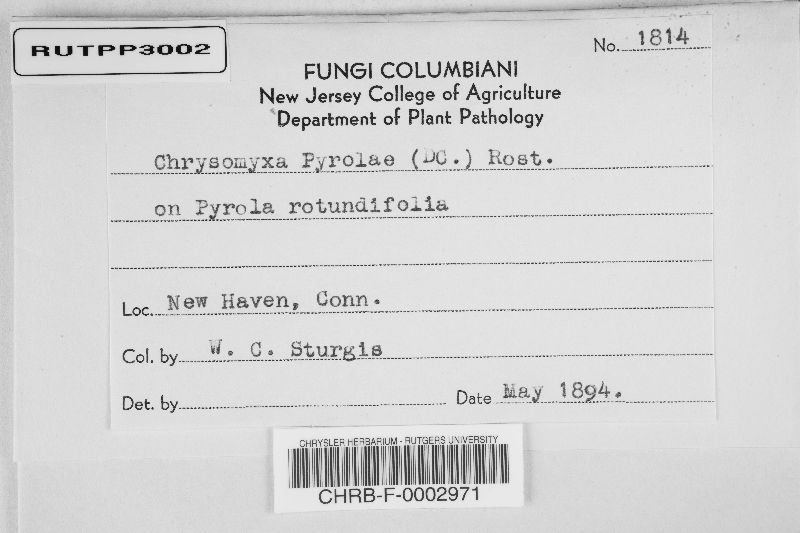 RUTPP3002
No. 1814
FUNGI COLUMBIANI
New Jersey College of Agriculture
Department of Plant Pathology
Chrysomyxa Pyrolae (DC.) Rost.
on Pyrola rotundifolia
Loc. New Haven, Conn.
Col. by W. C. Sturgis
Det. by Date May 1894.
CHRYSLER HERBARIUM - RUTGERS UNIVERSITY
CHRB-F-0002971